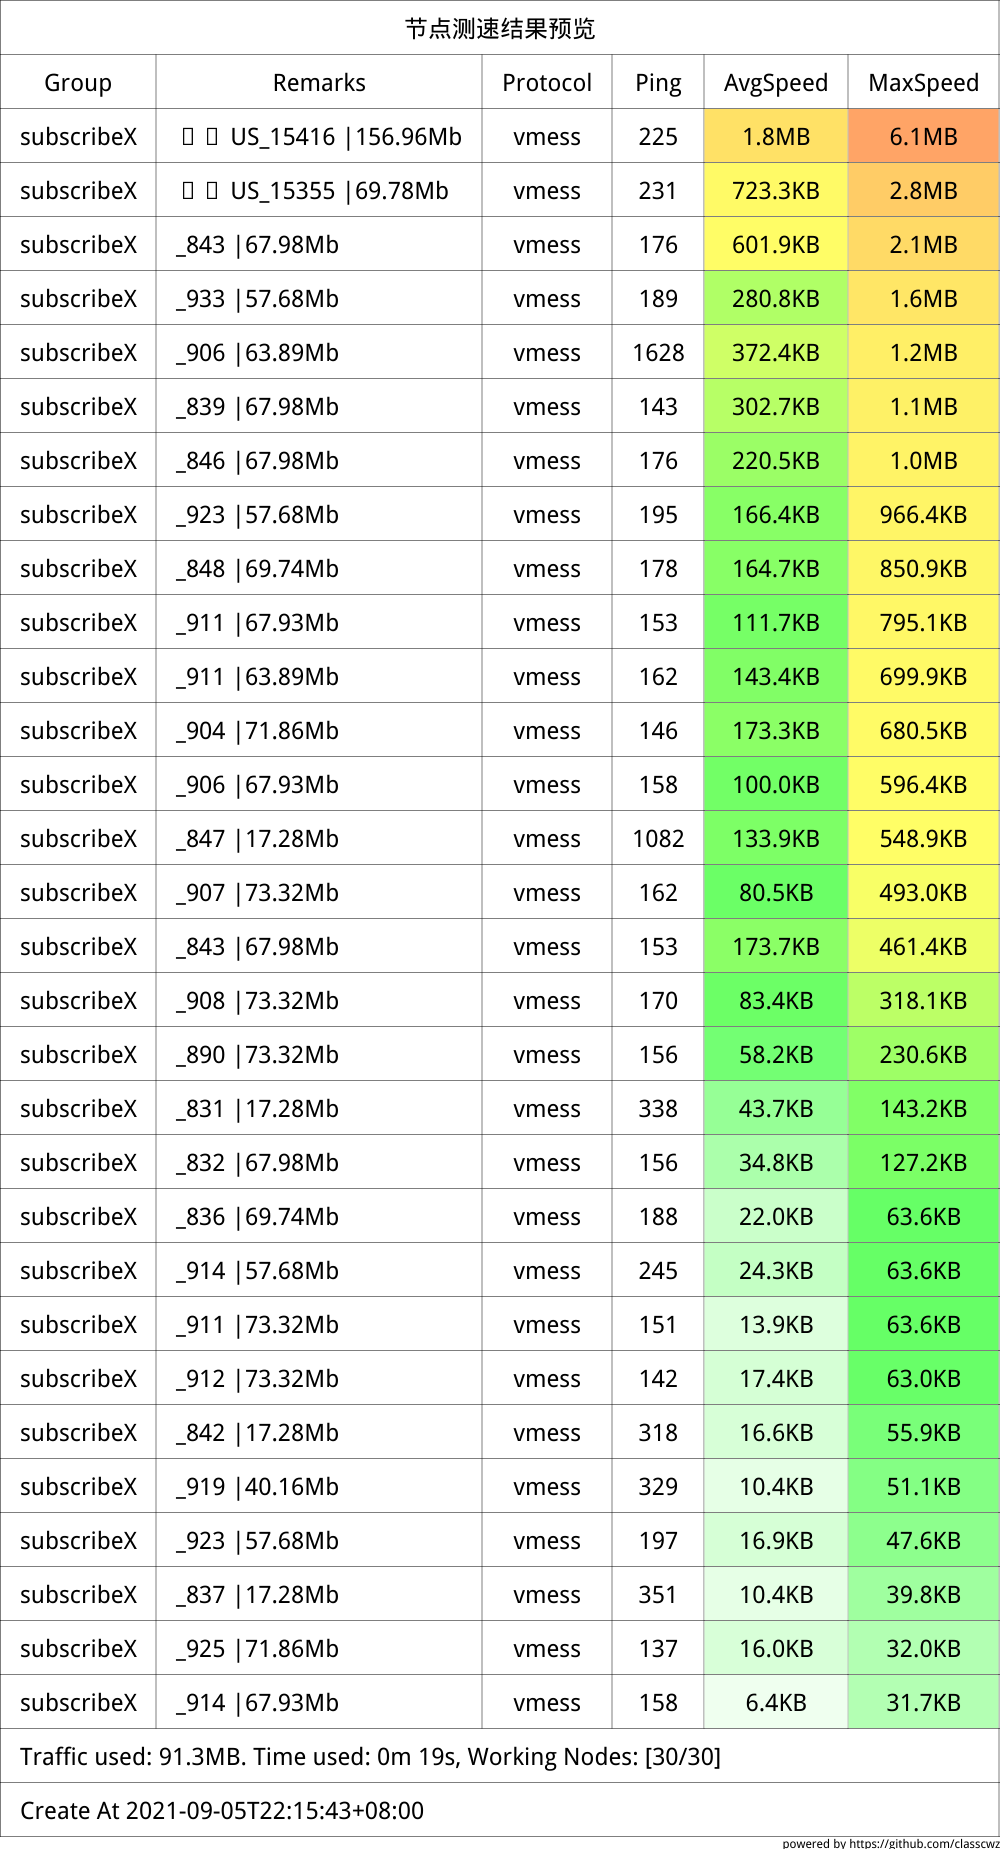 节点测速结果预览
Group Remarks Protocol Ping AvgSpeed MaxSpeed
subscribeX US_15416 |156.96Mb vmess 225 1.8MB 6.1MB
subscribeX US_15355 |69.78Mb vmess 231 723.3KB 2.8MB
subscribeX _843 |67.98Mb vmess 176 601.9KB 2.1MB
subscribeX _933 |57.68Mb vmess 189 280.8KB 1.6MB
subscribeX _906 |63.89Mb vmess 1628 372.4KB 1.2MB
subscribeX _839 |67.98Mb vmess 143 302.7KB 1.1MB
subscribeX _846 |67.98Mb vmess 176 220.5KB 1.0MB
subscribeX _923 |57.68Mb vmess 195 166.4KB 966.4KB
subscribeX _848 |69.74Mb vmess 178 164.7KB 850.9KB
subscribeX _911 |67.93Mb vmess 153 111.7KB 795.1KB
subscribeX _911 |63.89Mb vmess 162 143.4KB 699.9KB
subscribeX _904 |71.86Mb vmess 146 173.3KB 680.5KB
subscribeX _906 |67.93Mb vmess 158 100.0KB 596.4KB
subscribeX _847 |17.28Mb vmess 1082 133.9KB 548.9KB
subscribeX _907 |73.32Mb vmess 162 80.5KB 493.0KB
subscribeX _843 |67.98Mb vmess 153 173.7KB 461.4KB
subscribeX _908 |73.32Mb vmess 170 83.4KB 318.1KB
subscribeX _890 |73.32Mb vmess 156 58.2KB 230.6KB
subscribeX _831 |17.28Mb vmess 338 43.7KB 143.2KB
subscribeX _832 |67.98Mb vmess 156 34.8KB 127.2KB
subscribeX _836 |69.74Mb vmess 188 22.0KB 63.6KB
subscribeX _914 |57.68Mb vmess 245 24.3KB 63.6KB
subscribeX _911 |73.32Mb vmess 151 13.9KB 63.6KB
subscribeX _912 |73.32Mb vmess 142 17.4KB 63.0KB
subscribeX _842 |17.28Mb vmess 318 16.6KB 55.9KB
subscribeX _919 |40.16Mb vmess 329 10.4KB 51.1KB
subscribeX _923 |57.68Mb vmess 197 16.9KB 47.6KB
subscribeX _837 |17.28Mb vmess 351 10.4KB 39.8KB
subscribeX _925 |71.86Mb vmess 137 16.0KB 32.0KB
subscribeX _914 |67.93Mb vmess 158 6.4KB 31.7KB
Traffic used: 91.3MB. Time used: 0m 19s, Working Nodes: [30/30]
Create At 2021-09-05T22:15:43+08:00
powered by https://github.com/classcwz